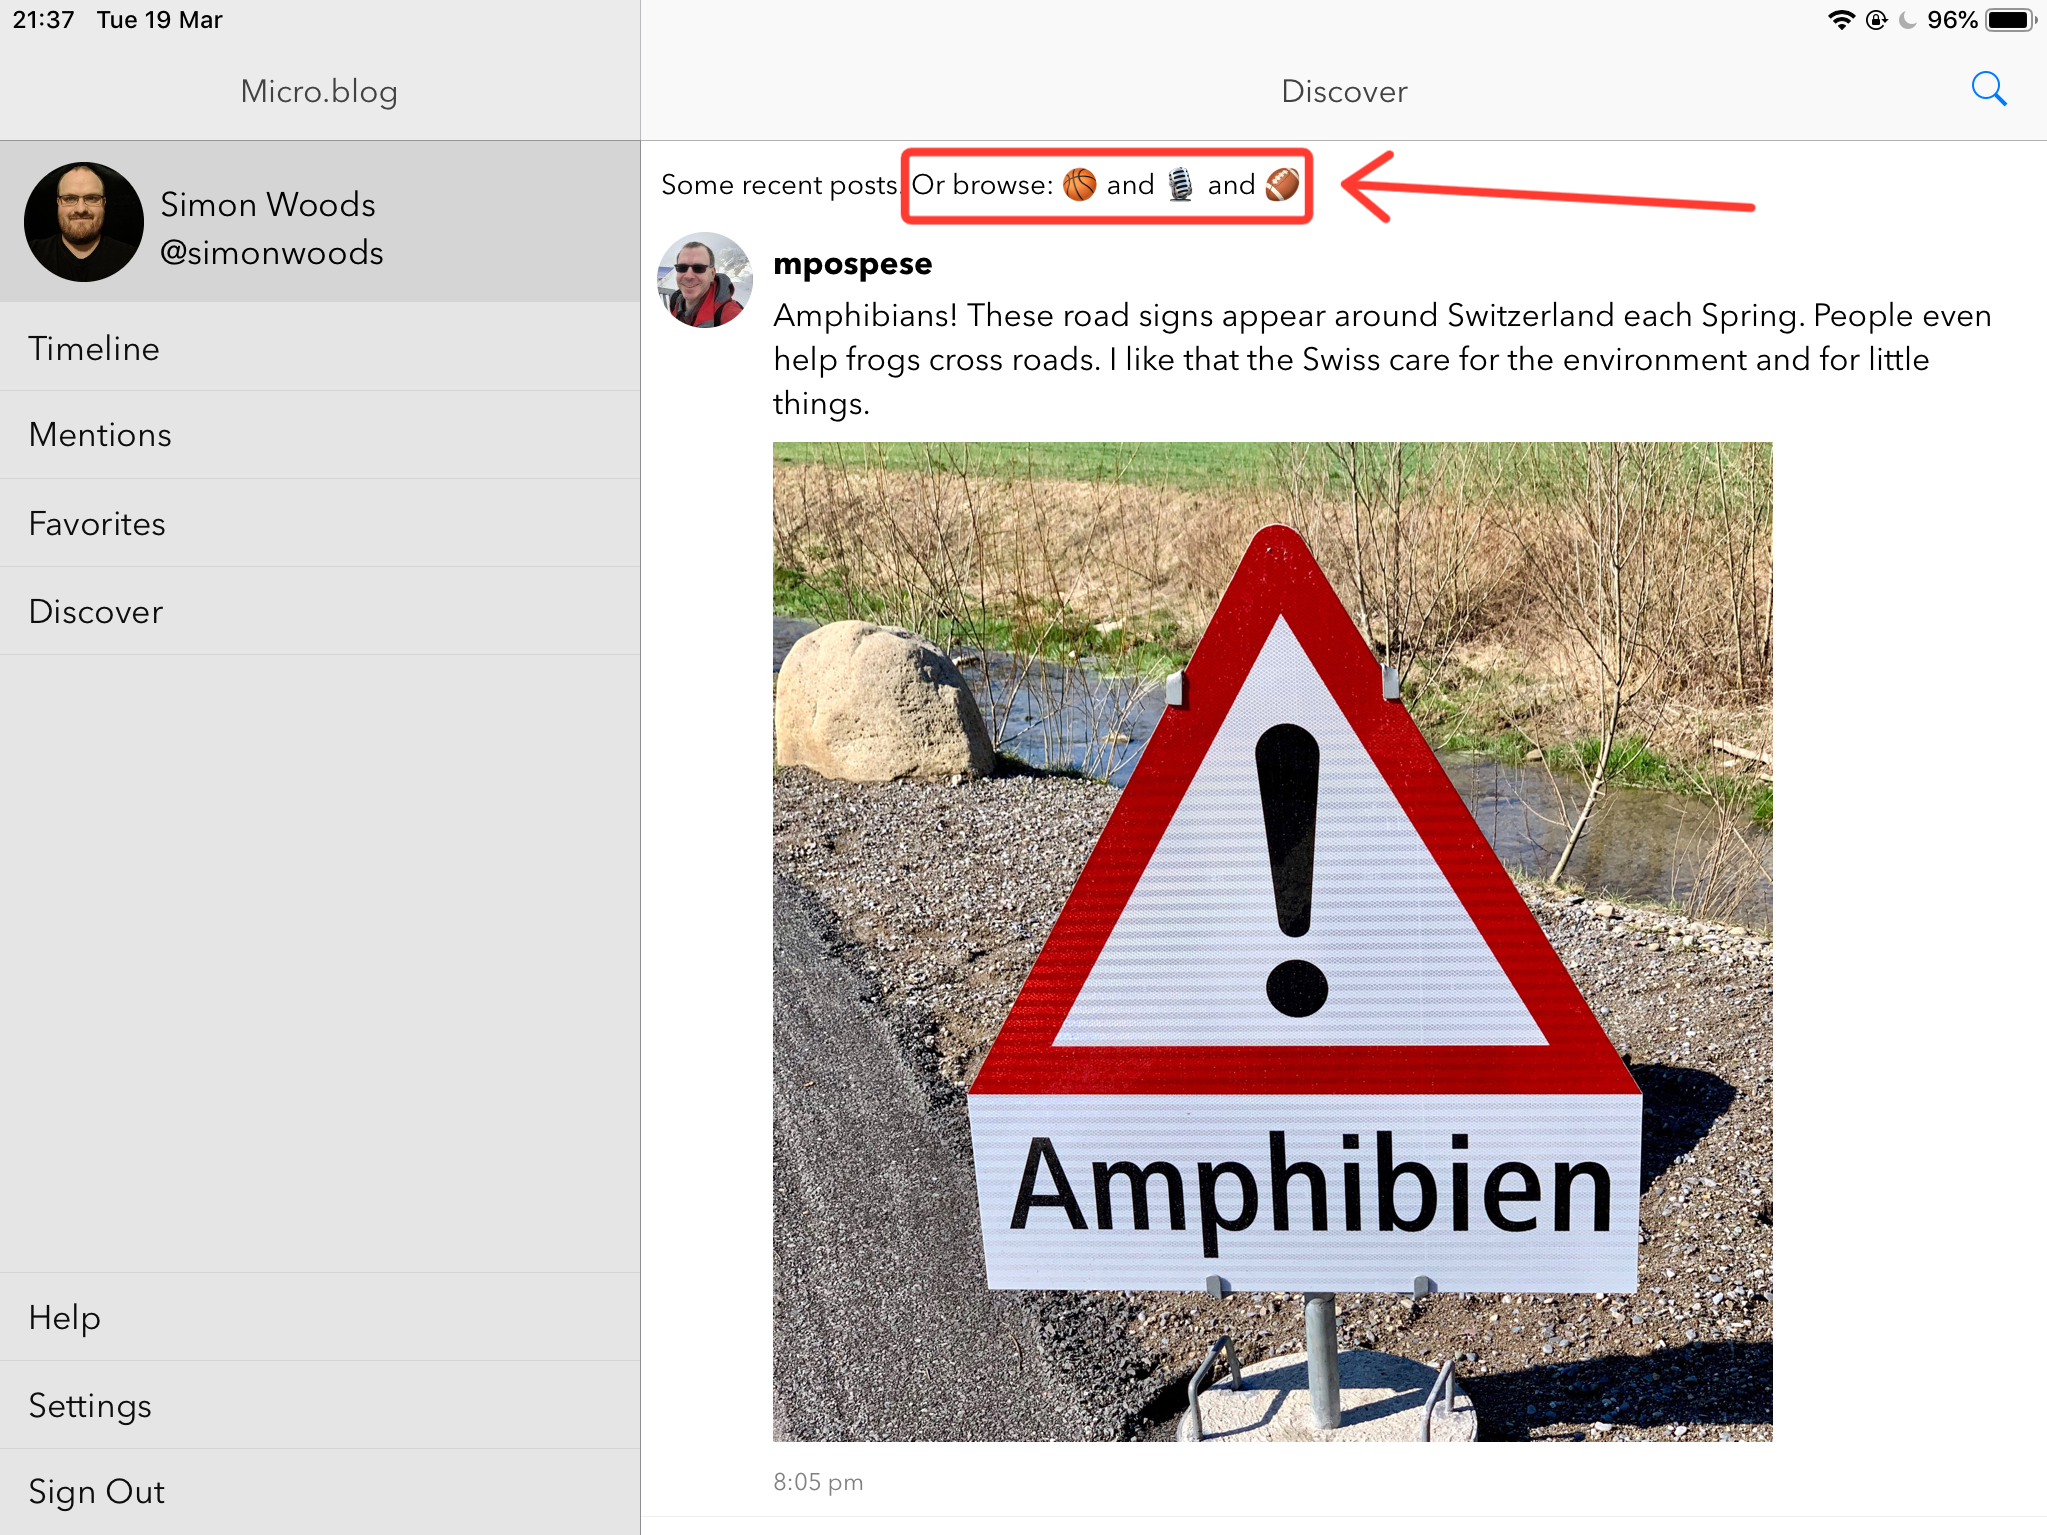 21:37 Tue 19 Mar
96%
Micro.blog
Discover
Simon Woods
@simonwoods
Timeline
Mentions
Favorites
Discover
Help
Settings
Sign Out
Some recent posts. Or browse: 🏀 and 🎙 and 🏈
mpospese
Amphibians! These road signs appear around Switzerland each Spring. People even
help frogs cross roads. I like that the Swiss care for the environment and for little
things.
Amphibien
8:05 pm